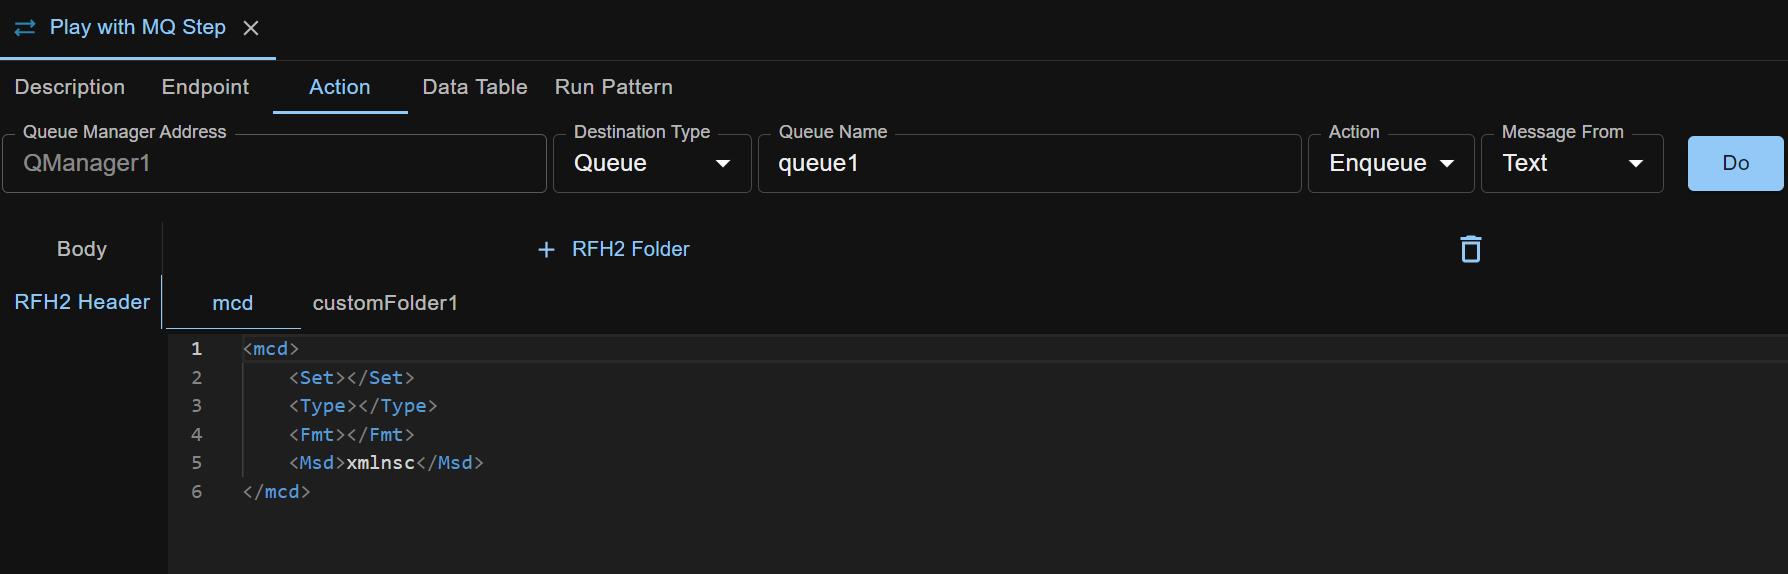 Play with MQ Step
Description Endpoint Action Data Table Run Pattern
Queue Manager Address Destination Type Queue Name Action Message From
QManager1 Queue queue1 Enqueue Text Do
Body + RFH2 Folder
RFH2 Header mcd customFolder1
1 <mcd>
2 <Set></Set>
3 <Type></Type>
4 <Fmt></Fmt>
5 <Msd>xmlnsc</Msd>
6 </mcd>